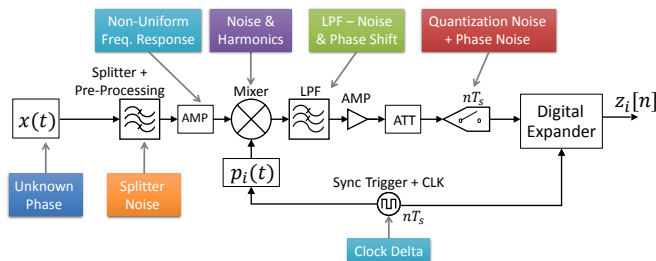 Non-Uniform
Freq. Response
Noise &
Harmonics
LPF – Noise
& Phase Shift
Quantization Noise
+ Phase Noise
Splitter +
Pre-Processing
Mixer
LPF
AMP
nT_s
x(t)
AMP
ATT
Digital
Expander
z_i[n]
p_i(t)
Sync Trigger + CLK
nT_s
Unknown
Phase
Splitter
Noise
Clock Delta